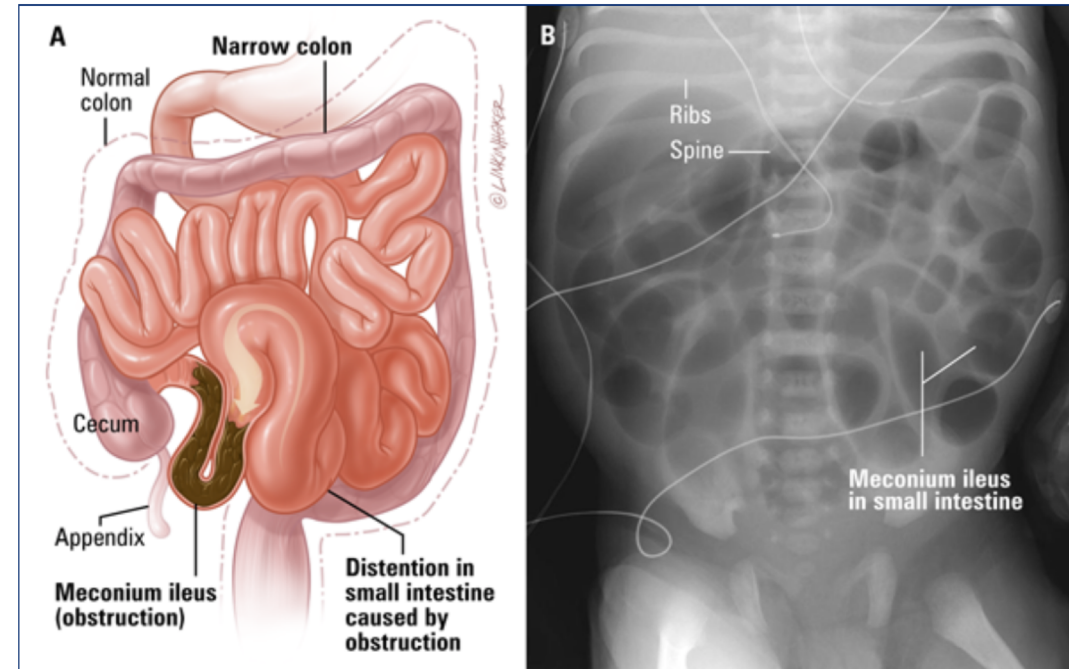 A
Narrow colon
Normal
colon
©LINKINHOKER
Cecum
Appendix
Meconium ileus
(obstruction)
Distention in
small intestine
caused by
obstruction
B
Ribs
Spine
Meconium ileus
in small intestine